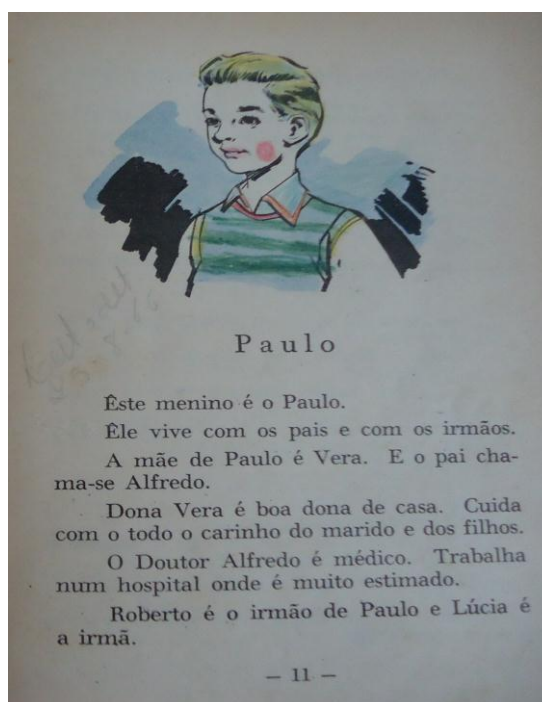 Paulo
Êste menino é o Paulo.
Êle vive com os pais e com os irmãos.
A mãe de Paulo é Vera. E o pai cha-
ma-se Alfredo.
Dona Vera é boa dona de casa. Cuida
com o todo o carinho do marido e dos filhos.
O Doutor Alfredo é médico. Trabalha
num hospital onde é muito estimado.
Roberto é o irmão de Paulo e Lúcia é
a irmã.
— 11 —